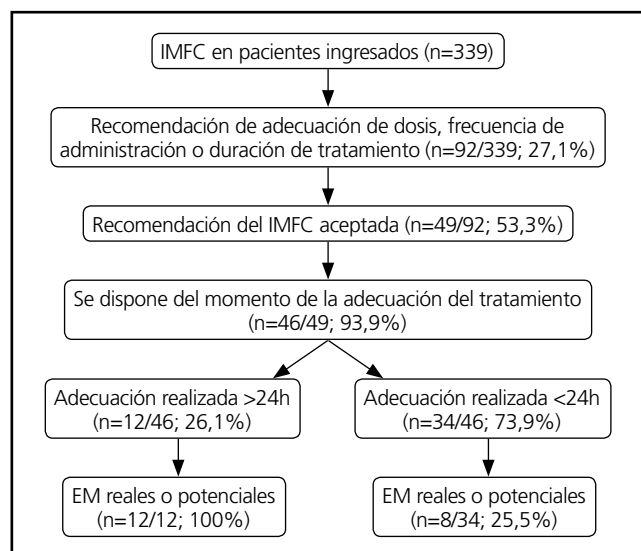 IMFC en pacientes ingresados (n=339)
Recomendación de adecuación de dosis, frecuencia de
administración o duración de tratamiento (n=92/339; 27,1%)
Recomendación del IMFC aceptada (n=49/92; 53,3%)
Se dispone del momento de la adecuación del tratamiento
(n=46/49; 93,9%)
Adecuación realizada >24h
(n=12/46; 26,1%)
Adecuación realizada <24h
(n=34/46; 73,9%)
EM reales o potenciales
(n=12/12; 100%)
EM reales o potenciales
(n=8/34; 25,5%)